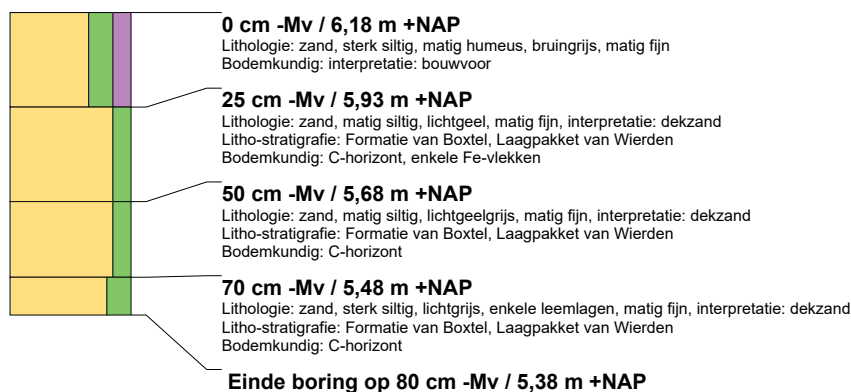 0 cm -Mv / 6,18 m +NAP
Lithologie: zand, sterk siltig, matig humeus, bruingrijs, matig fijn
Bodemkundig: interpretatie: bouwvoor
25 cm -Mv / 5,93 m +NAP
Lithologie: zand, matig siltig, lichtgeel, matig fijn, interpretatie: dekzand
Litho-stratigrafie: Formatie van Boxtel, Laagpakket van Wierden
Bodemkundig: C-horizont, enkele Fe-vlekken
50 cm -Mv / 5,68 m +NAP
Lithologie: zand, matig siltig, lichtgeelgrijs, matig fijn, interpretatie: dekzand
Litho-stratigrafie: Formatie van Boxtel, Laagpakket van Wierden
Bodemkundig: C-horizont
70 cm -Mv / 5,48 m +NAP
Lithologie: zand, sterk siltig, lichtgrijs, enkele leemlagen, matig fijn, interpretatie: dekzand
Litho-stratigrafie: Formatie van Boxtel, Laagpakket van Wierden
Bodemkundig: C-horizont
Einde boring op 80 cm -Mv / 5,38 m +NAP